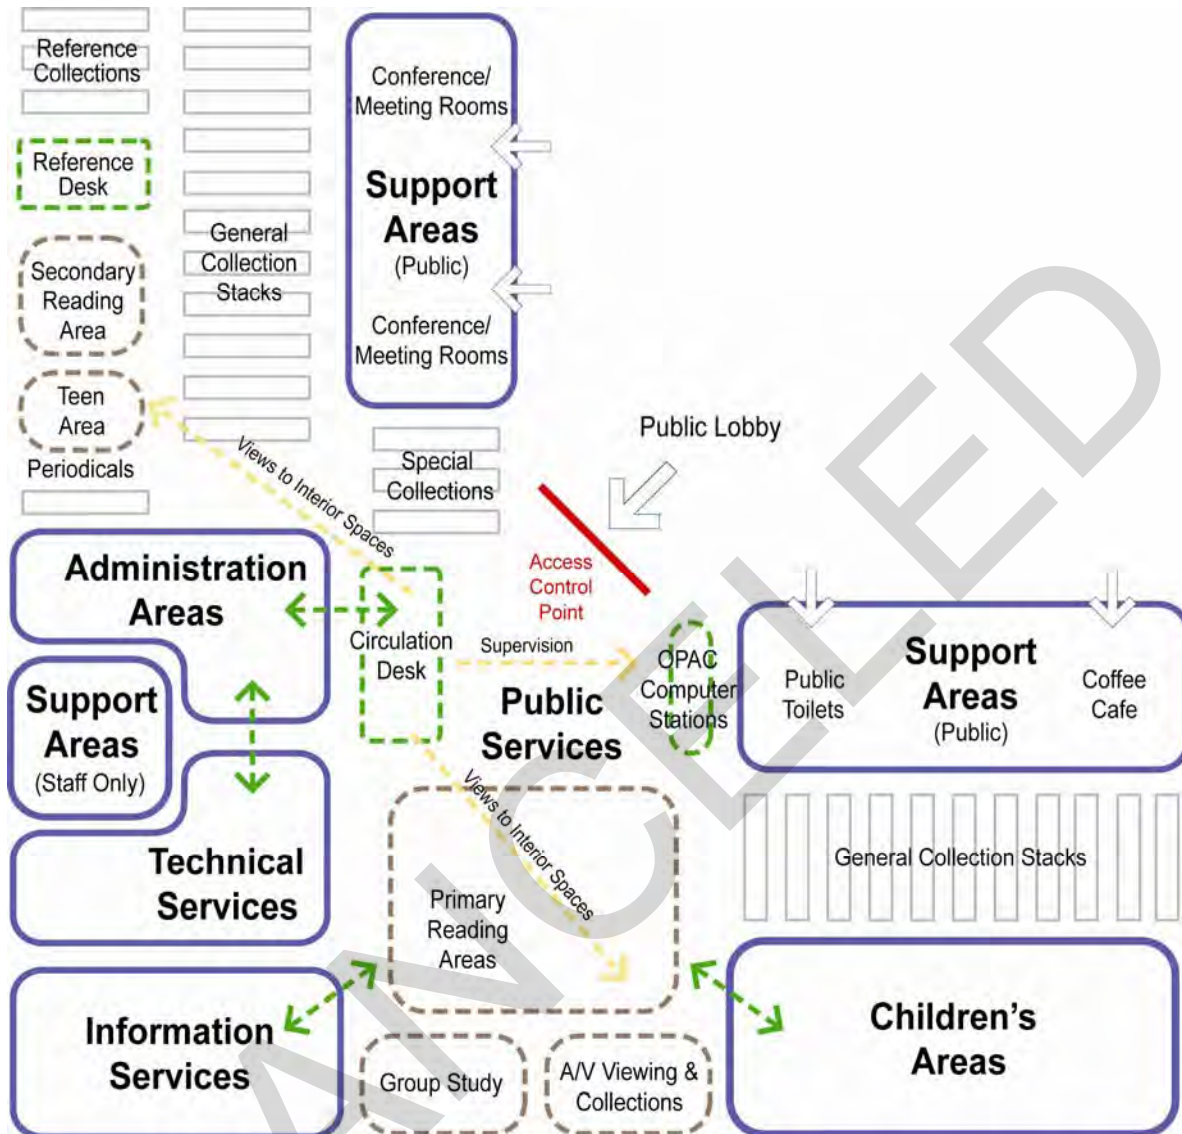 Reference
Collections
Reference
Desk
Secondary
Reading
Area
Teen
Area
Periodicals
General
Collection
Stacks
Conference/
Meeting Rooms
Support
Areas
(Public)
Conference/
Meeting Rooms
Special
Collections
Public Lobby
Access
Control
Point
Views to Interior Spaces
Administration
Areas
Circulation
Desk
Supervision
OPAC
Computer
Stations
Public
Services
Public
Toilets
Support
Areas
(Public)
Coffee
Cafe
Support
Areas
(Staff Only)
Technical
Services
Views to Interior Spaces
Primary
Reading
Areas
General Collection Stacks
Information
Services
Group Study
A/V Viewing &
Collections
Children's
Areas
ANCELED